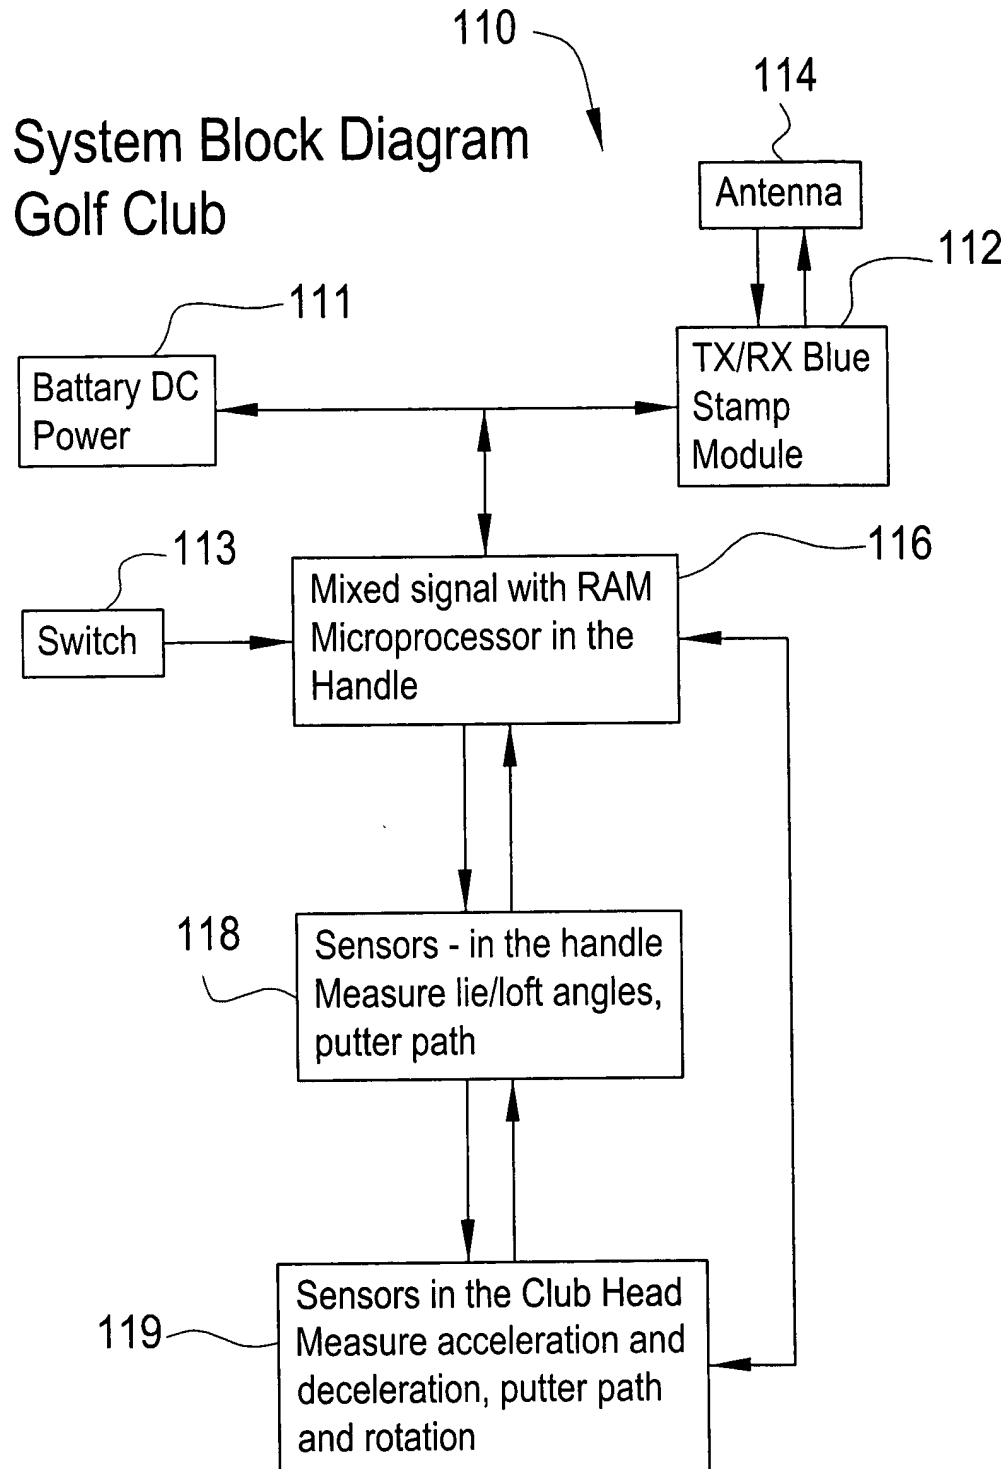 110
114
System Block Diagram
Golf Club
Antenna
112
111
TX/RX Blue
Stamp
Module
Battary DC
Power
113
116
Mixed signal with RAM
Microprocessor in the
Handle
Switch
118
Sensors - in the handle
Measure lie/loft angles,
putter path
119
Sensors in the Club Head
Measure acceleration and
deceleration, putter path
and rotation